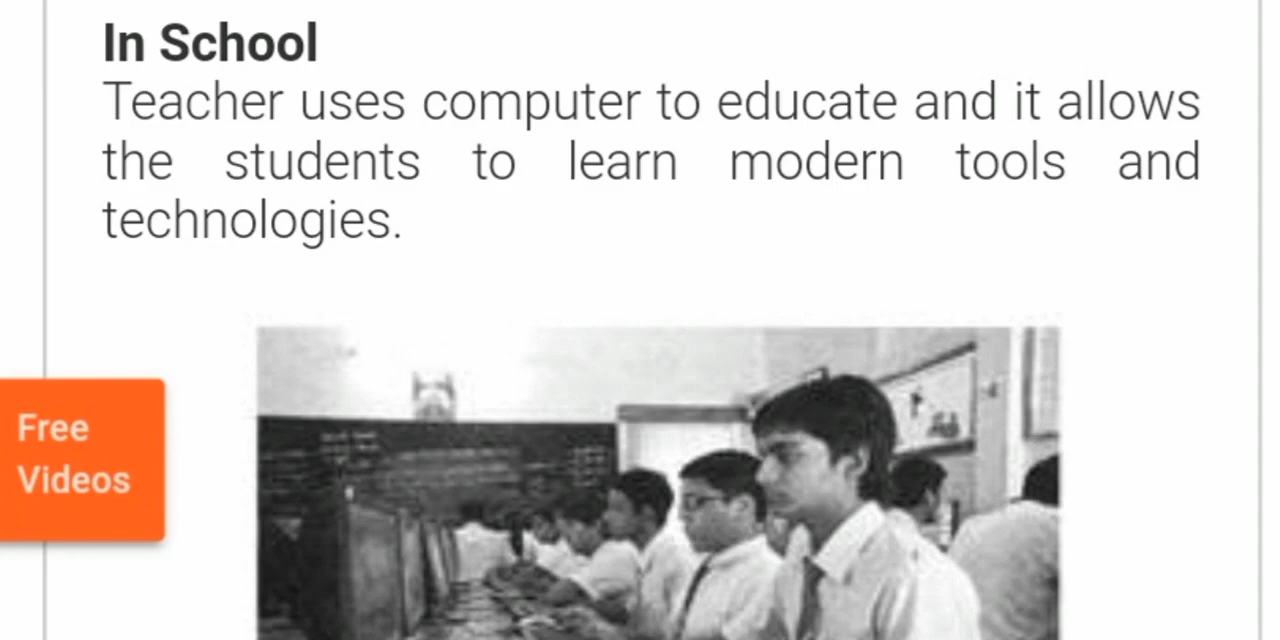 In School
Teacher uses computer to educate and it allows
the students to learn modern tools and
technologies.
Free
Videos